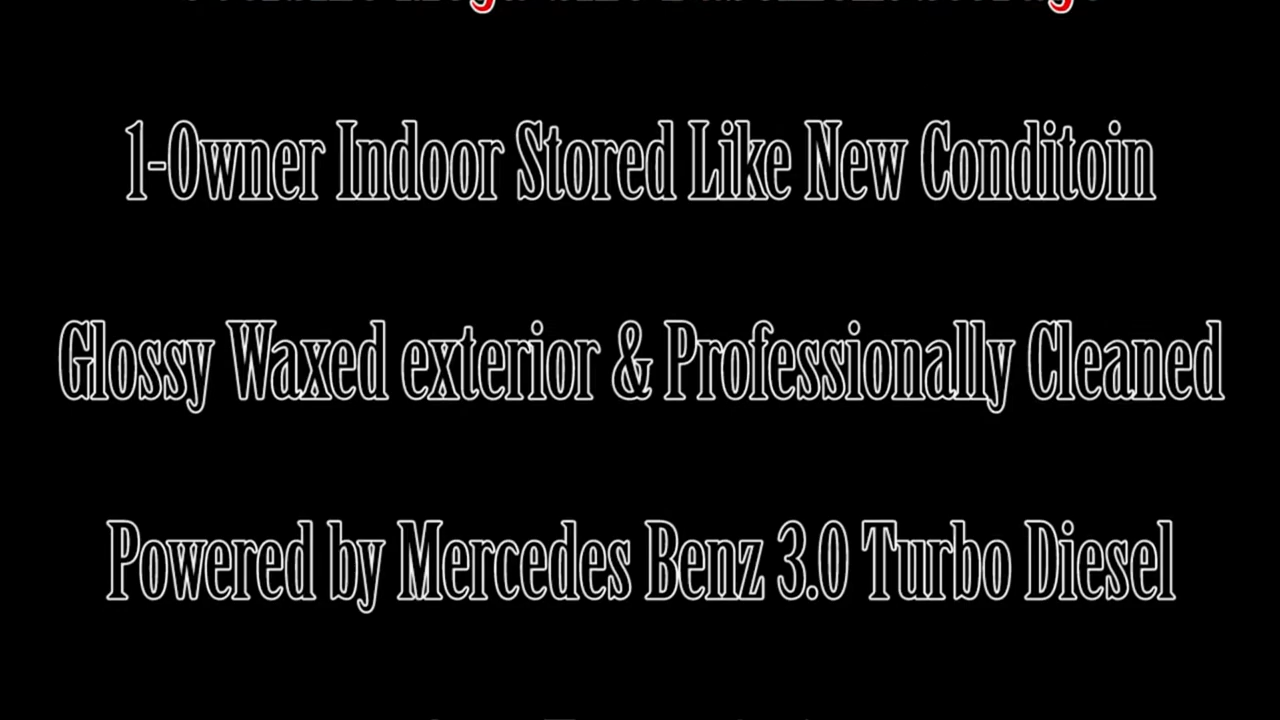 1-Owner Indoor Stored Like New Conditoin
Glossy Waxed exterior & Professionally Cleaned
Powered by Mercedes Benz 3.0 Turbo Diesel